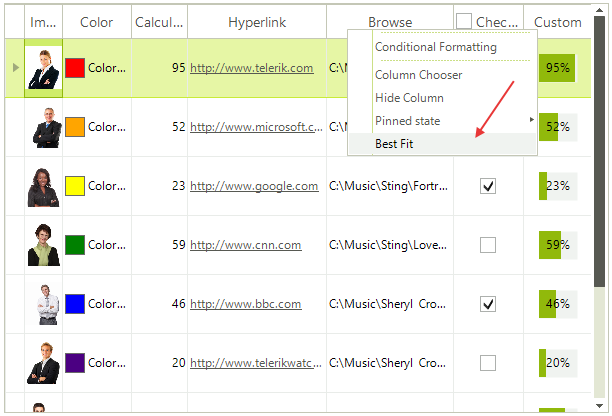 Im... Color Calcul... Hyperlink Browse Chec... Custom
Color... 95 http://www.telerik.com C:\M 95%
Conditional Formatting
Column Chooser
Hide Column
Pinned state
Best Fit
Color... 52 http://www.microsoft.c... C:\M 52%
Color... 23 http://www.google.com C:\Music\Sting\Fortr... 23%
Color... 59 http://www.cnn.com C:\Music\Sting\Love... 59%
Color... 46 http://www.bbc.com C:\Music\Sheryl Cro... 46%
Color... 20 http://www.telerikwatc... C:\Music\Sheryl Cro... 20%